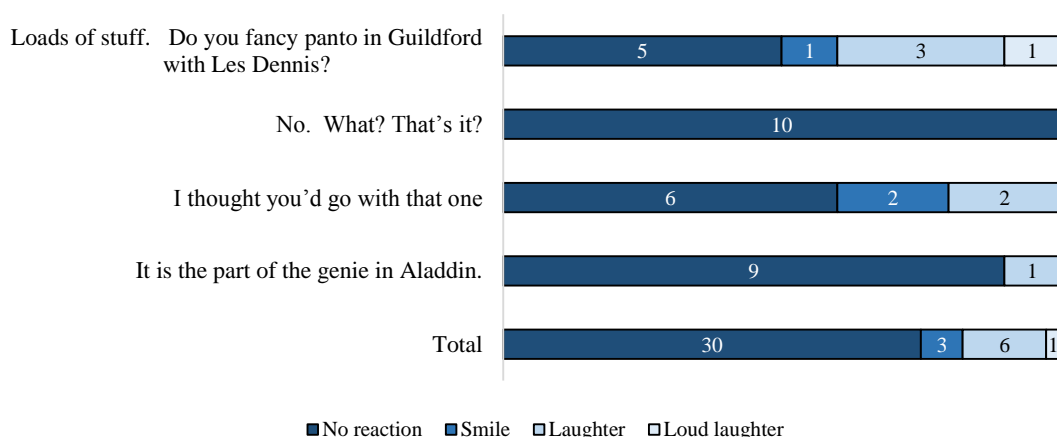 Loads of stuff.   Do you fancy panto in Guildford
with Les Dennis?
5 1 3 1
No.  What? That’s it?
10
I thought you’d go with that one
6 2 2
It is the part of the genie in Aladdin.
9 1
Total
30 3 6 1
No reaction Smile Laughter Loud laughter